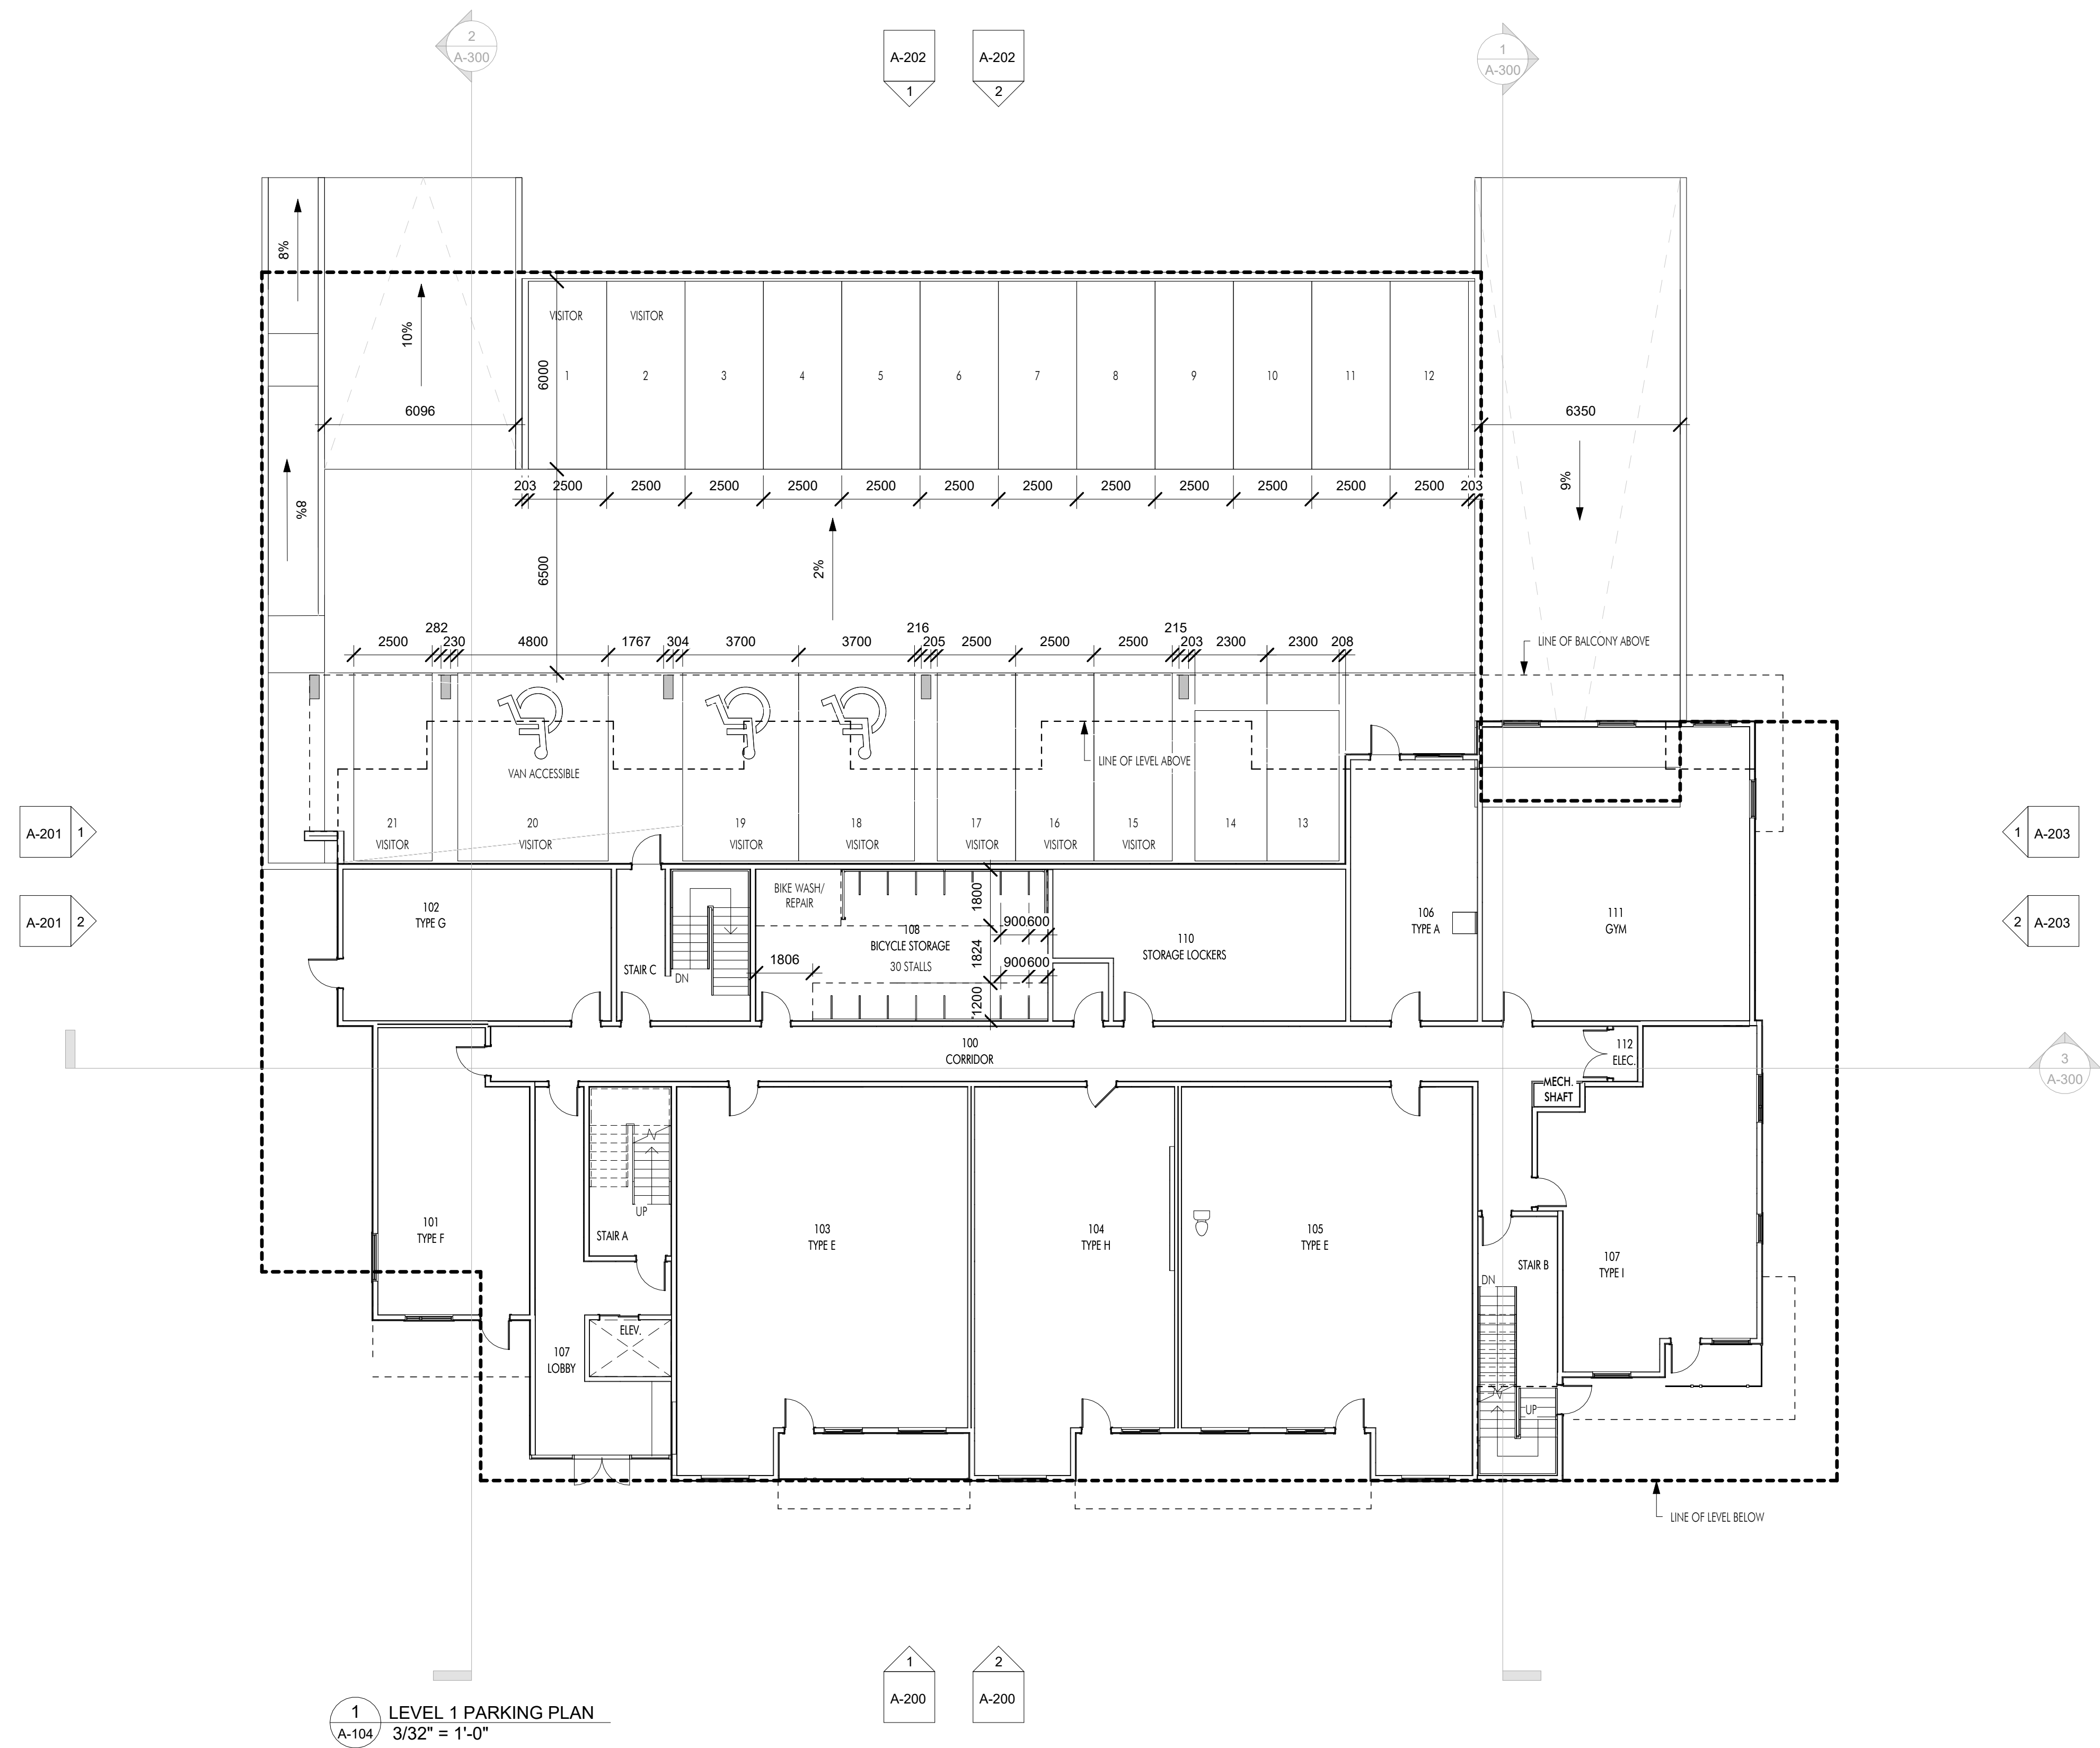 2
A-300
A-202
1
A-202
2
1
A-300
8%
10%
VISITOR
VISITOR
6000
1
2
3
4
5
6
7
8
9
10
11
12
6096
6350
9%
8%
203
2500
2500
2500
2500
2500
2500
2500
2500
2500
2500
2500
2500
203
6500
2%
2500
282
230
4800
1767
304
3700
3700
216
205
2500
2500
2500
215
203
2300
2300
208
LINE OF BALCONY ABOVE
LINE OF LEVEL ABOVE
VAN ACCESSIBLE
21
VISITOR
20
VISITOR
19
VISITOR
18
VISITOR
17
VISITOR
16
VISITOR
15
VISITOR
14
13
A-201
1
A-201
2
1
A-203
2
A-203
102
TYPE G
STAIR C
DN
BIKE WASH/
REPAIR
1800
900
600
108
BICYCLE STORAGE
30 STALLS
1824
1806
900
600
1200
110
STORAGE LOCKERS
106
TYPE A
111
GYM
100
CORRIDOR
112
ELEC.
MECH.
SHAFT
3
A-300
101
TYPE F
UP
STAIR A
103
TYPE E
104
TYPE H
105
TYPE E
STAIR B
DN
107
TYPE I
ELEV.
107
LOBBY
UP
LINE OF LEVEL BELOW
1
A-200
2
A-200
1
A-104
LEVEL 1 PARKING PLAN
3/32" = 1'-0"